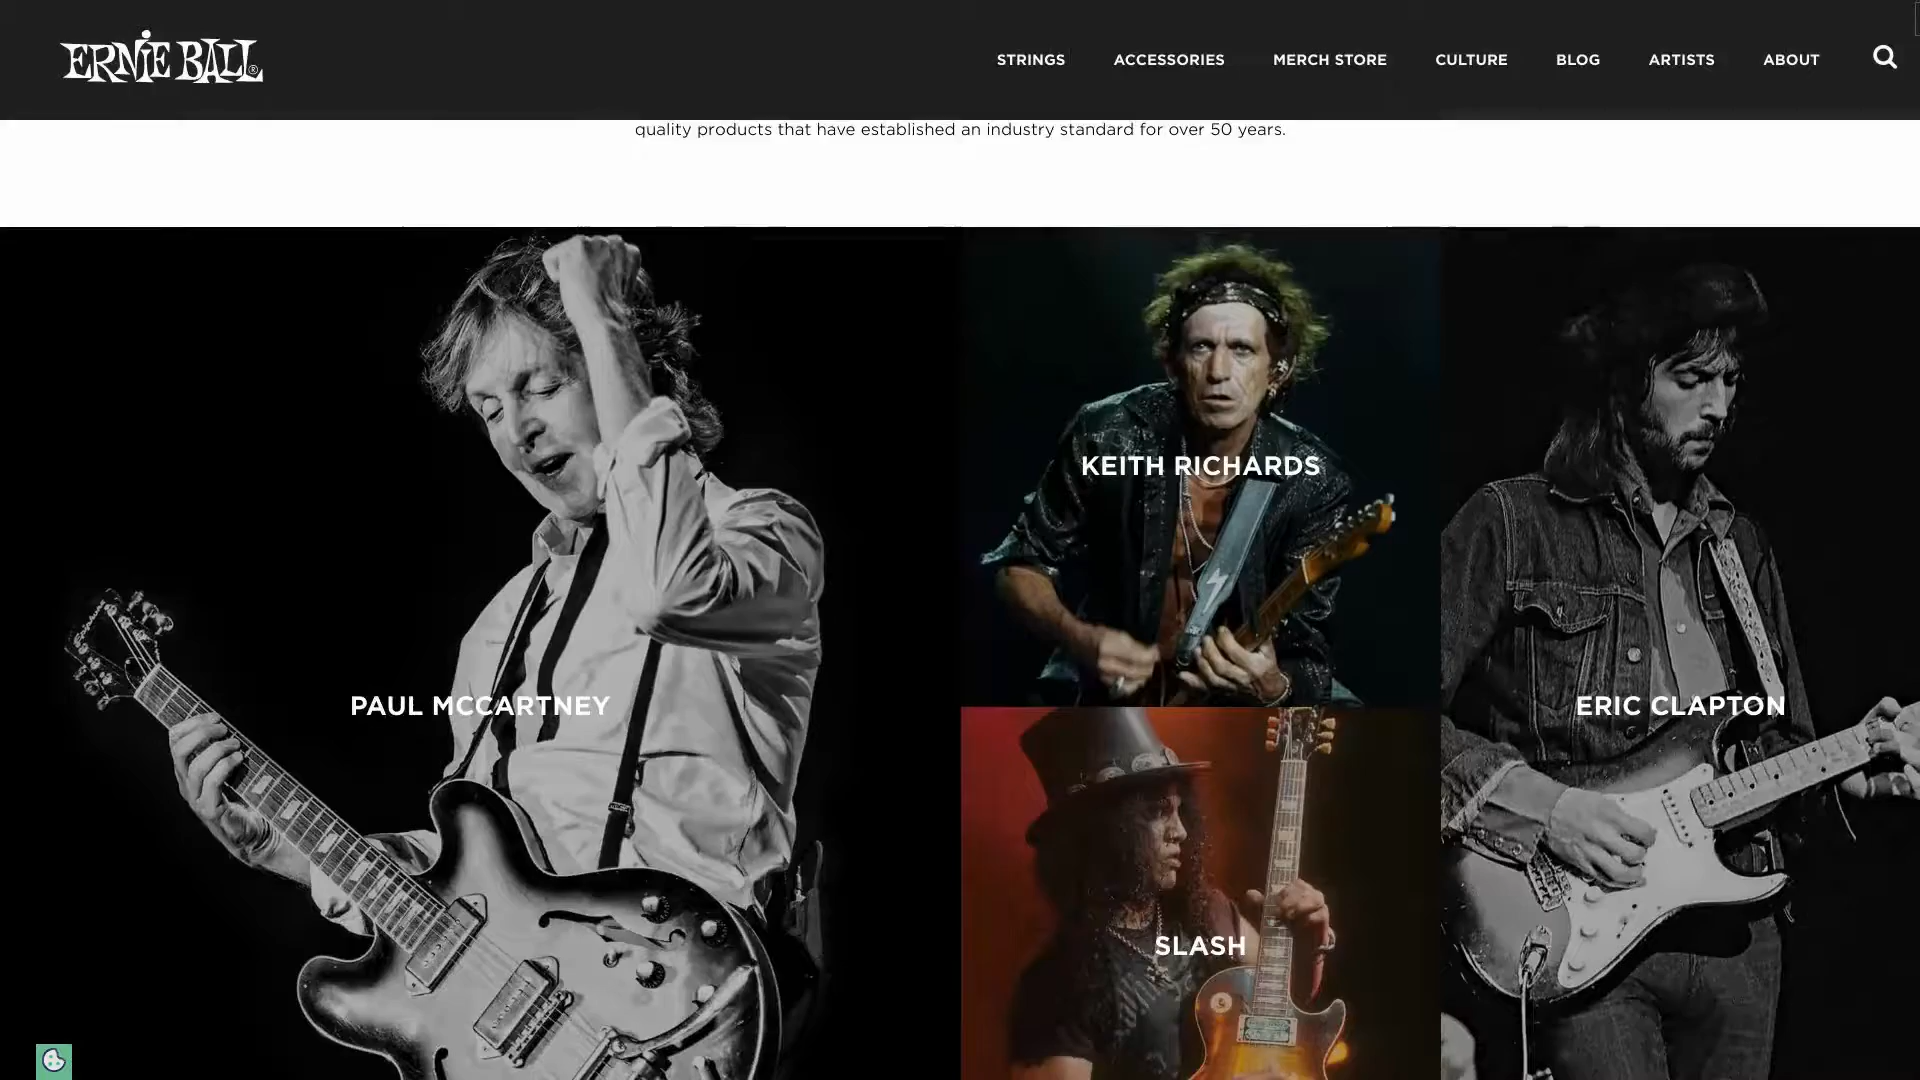 ERNIE BALL®
STRINGS
ACCESSORIES
MERCH STORE
CULTURE
BLOG
ARTISTS
ABOUT
quality products that have established an industry standard for over 50 years.
KEITH RICHARDS
PAUL MCCARTNEY
ERIC CLAPTON
SLASH